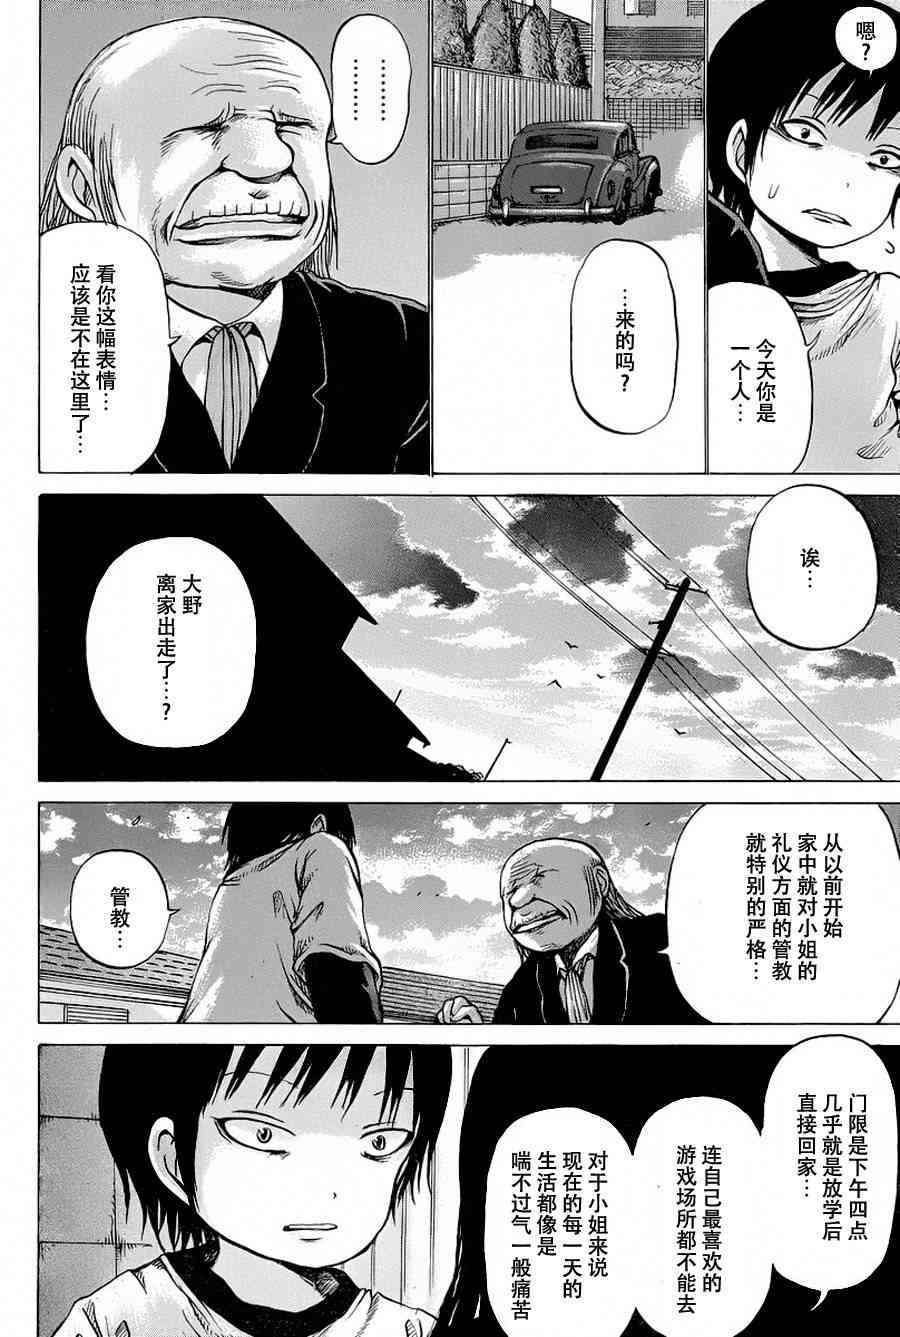 嗯?
今天你是
一个人…
…来的吗?
………
………
看你这幅表情…
应该是不在这里了…
诶…
大野
离家出走了…?
从以前开始
家中就对小姐的
礼仪方面的管教
就特别的严格…
管教…
门限是下午四点
几乎就是放学后
直接回家…
连自己最喜欢的
游戏场所都不能去
对于小姐来说
现在的每一天的
生活都像是
喘不过气一般痛苦